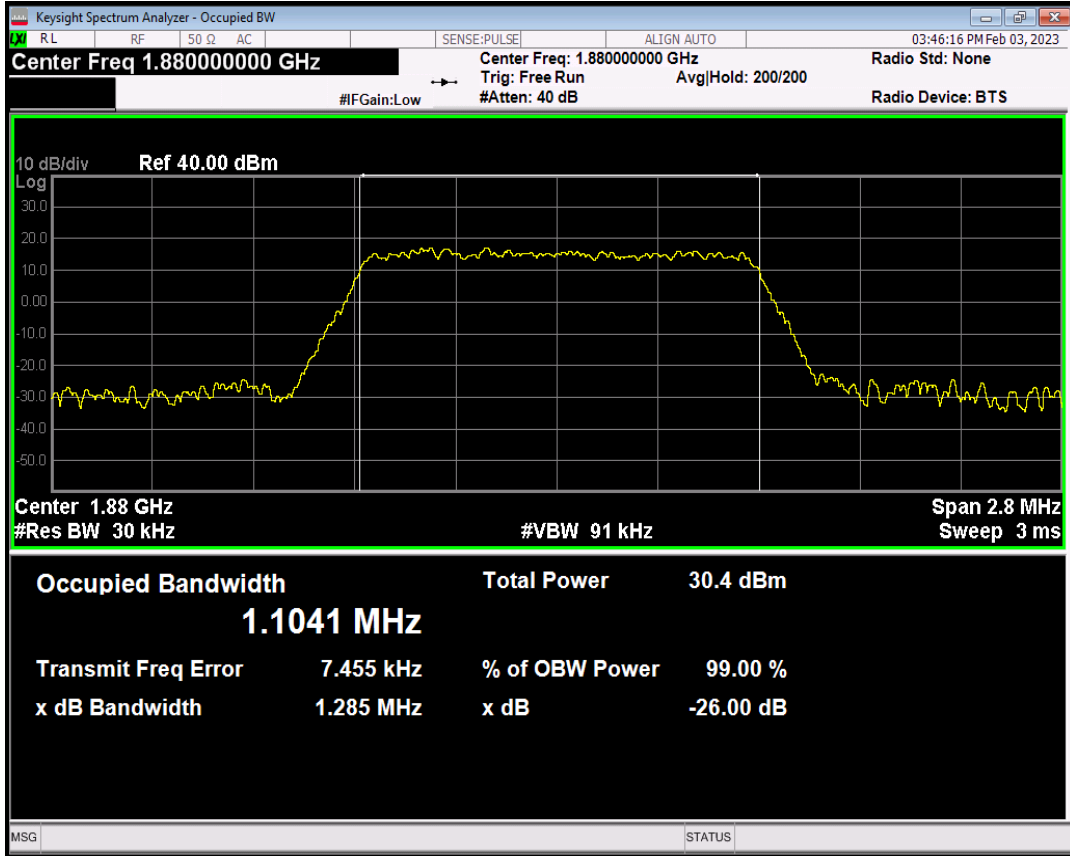 Keysight Spectrum Analyzer - Occupied BW
LXI RL RF 50 Ω AC SENSE:PULSE ALIGN AUTO 03:46:16 PM Feb 03, 2023
Center Freq 1.880000000 GHz Center Freq: 1.880000000 GHz Radio Std: None
Trig: Free Run Avg|Hold: 200/200
#IFGain:Low #Atten: 40 dB Radio Device: BTS
10 dB/div Ref 40.00 dBm
Log
30.0
20.0
10.0
0.00
-10.0
-20.0
-30.0
-40.0
-50.0
Center 1.88 GHz Span 2.8 MHz
#Res BW 30 kHz #VBW 91 kHz Sweep 3 ms
Occupied Bandwidth Total Power 30.4 dBm
1.1041 MHz
Transmit Freq Error 7.455 kHz % of OBW Power 99.00 %
x dB Bandwidth 1.285 MHz x dB -26.00 dB
MSG STATUS